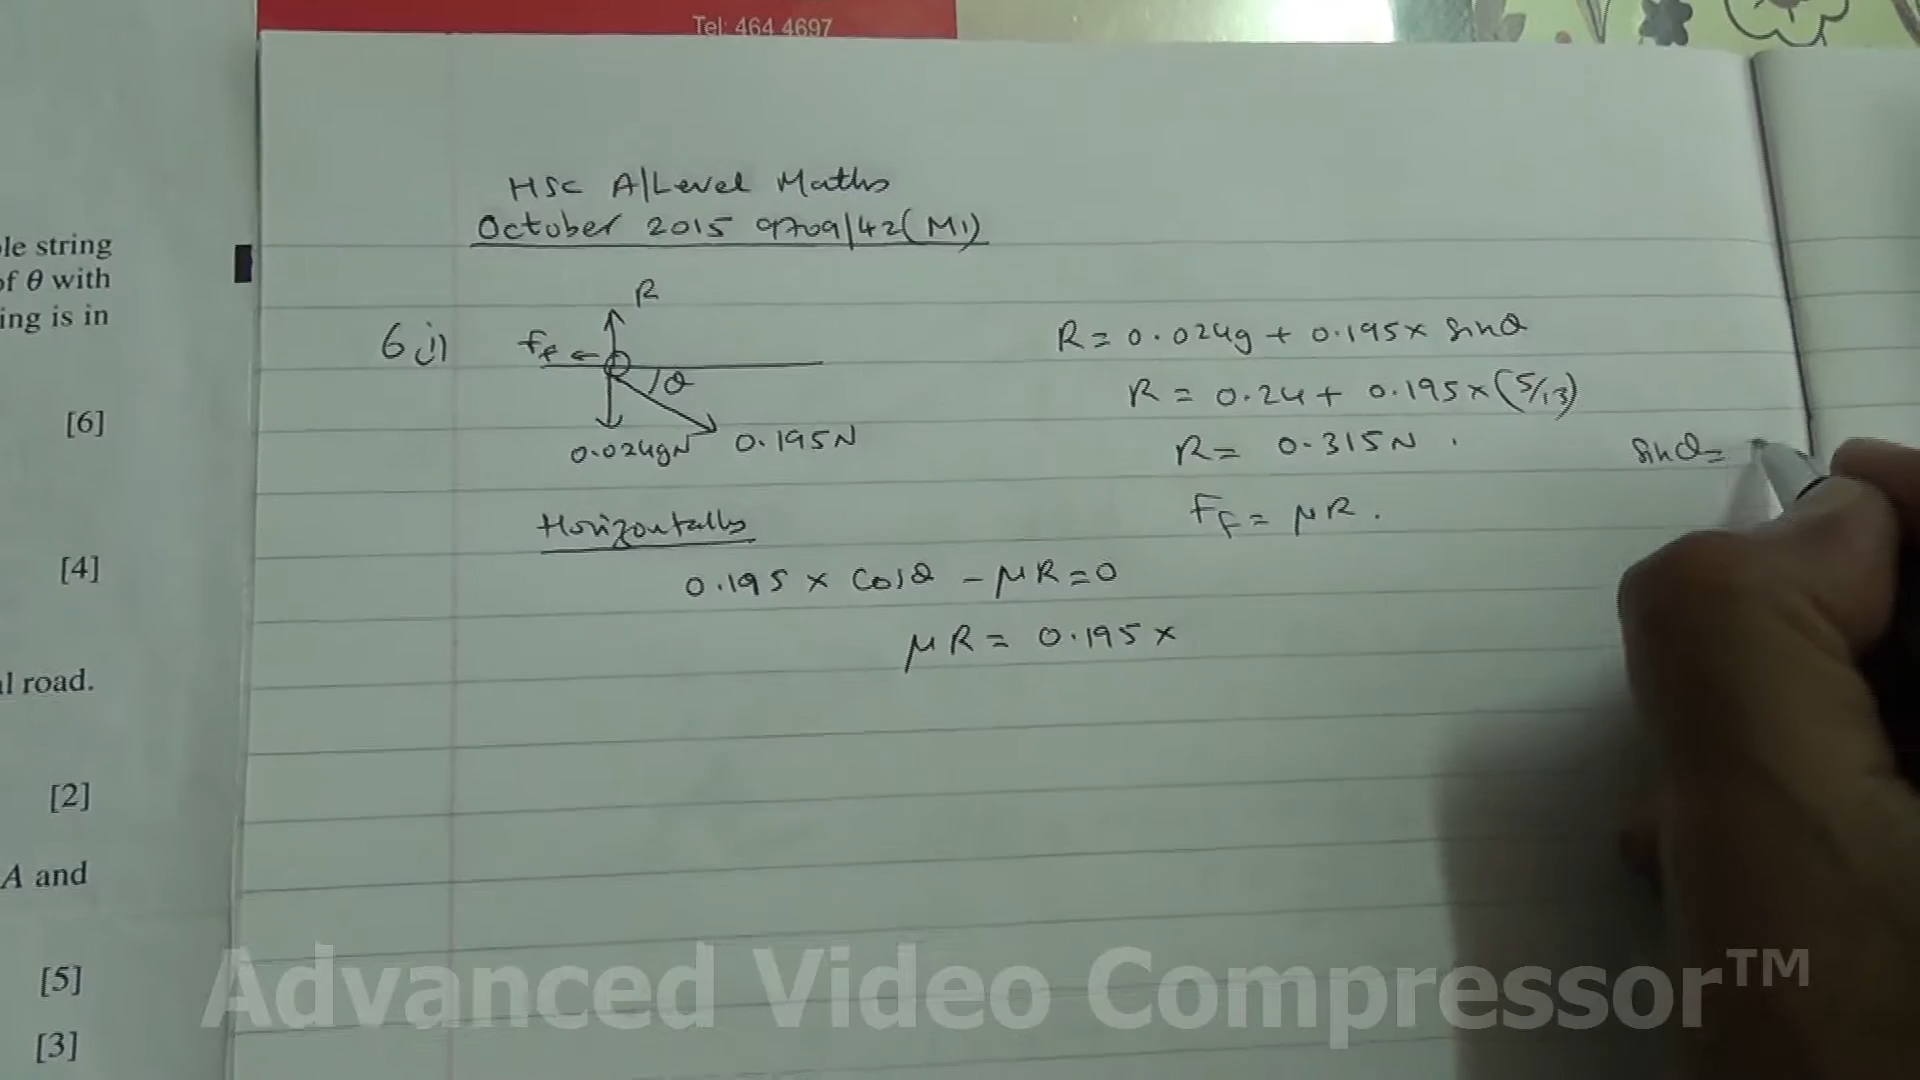 Tel: 464 4697
HSC A/Level Maths
October 2015 9709/42(M1)
le string
of θ with
ing is in
[6]
[4]
l road.
[2]
A and
[5]
[3]
6 i)
R
Ff
θ
0.024gN
0.195N
R = 0.024g + 0.195 × sinθ
R = 0.24 + 0.195 × (5/13)
R = 0.315N .
sinθ =
FF = μR .
Horizontally
0.195 × cosθ − μR = 0
μR = 0.195 ×
Advanced Video Compressor™